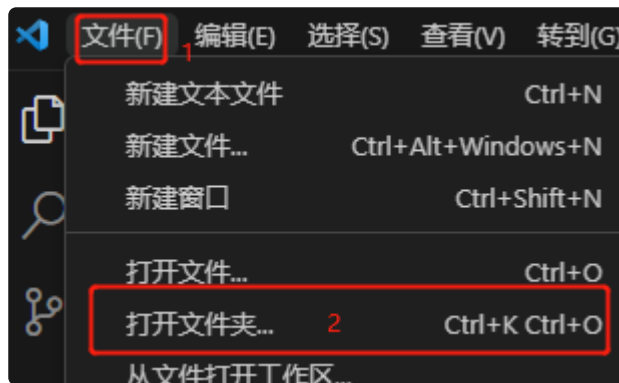 文件(F) 编辑(E) 选择(S) 查看(V) 转到(G)
1
新建文本文件 Ctrl+N
新建文件... Ctrl+Alt+Windows+N
新建窗口 Ctrl+Shift+N
打开文件... Ctrl+O
打开文件夹... 2 Ctrl+K Ctrl+O
从文件打开工作区...